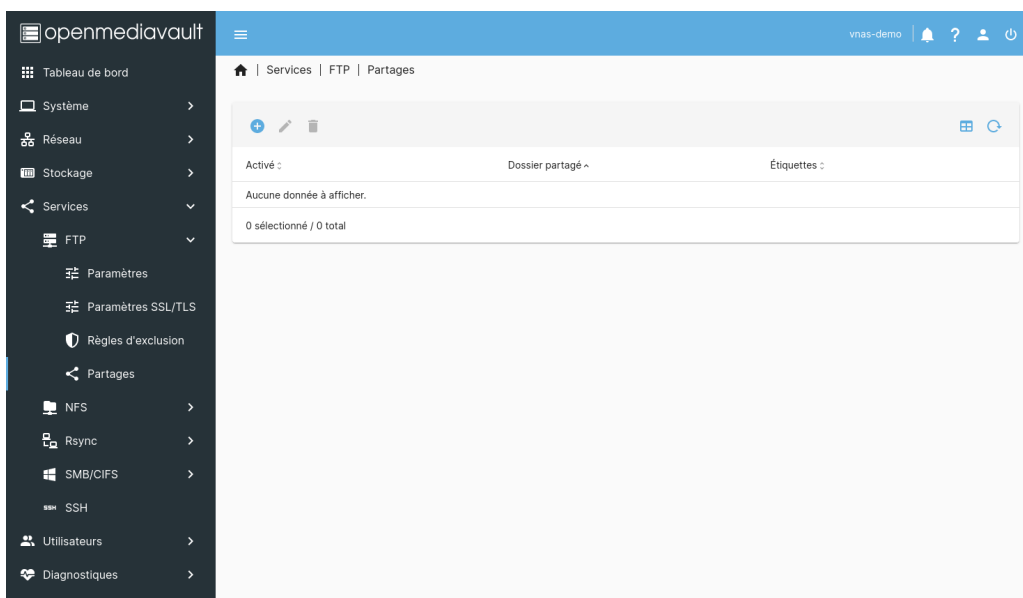 openmediavault
vnas-demo
Tableau de bord
Système
Réseau
Stockage
Services
FTP
Paramètres
Paramètres SSL/TLS
Règles d'exclusion
Partages
NFS
Rsync
SMB/CIFS
SSH SSH
Utilisateurs
Diagnostiques
| Services | FTP | Partages
Activé Dossier partagé Étiquettes
Aucune donnée à afficher.
0 sélectionné / 0 total